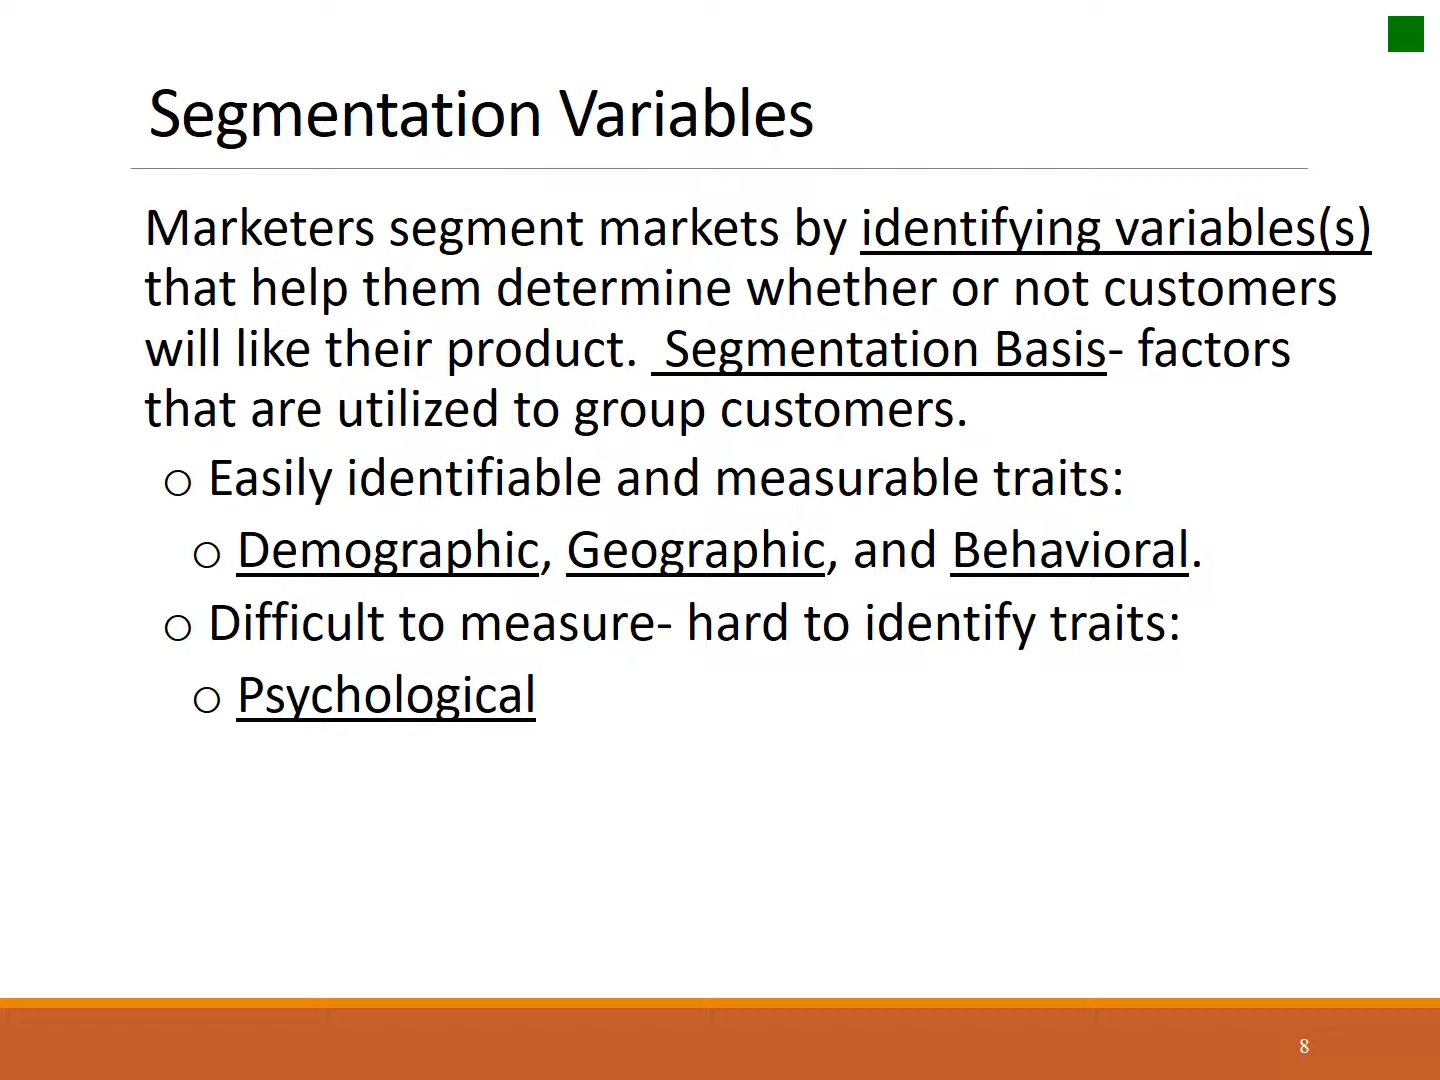 Segmentation Variables
Marketers segment markets by identifying variables(s)
that help them determine whether or not customers
will like their product.  Segmentation Basis- factors
that are utilized to group customers.
o Easily identifiable and measurable traits:
o Demographic, Geographic, and Behavioral.
o Difficult to measure- hard to identify traits:
o Psychological
8